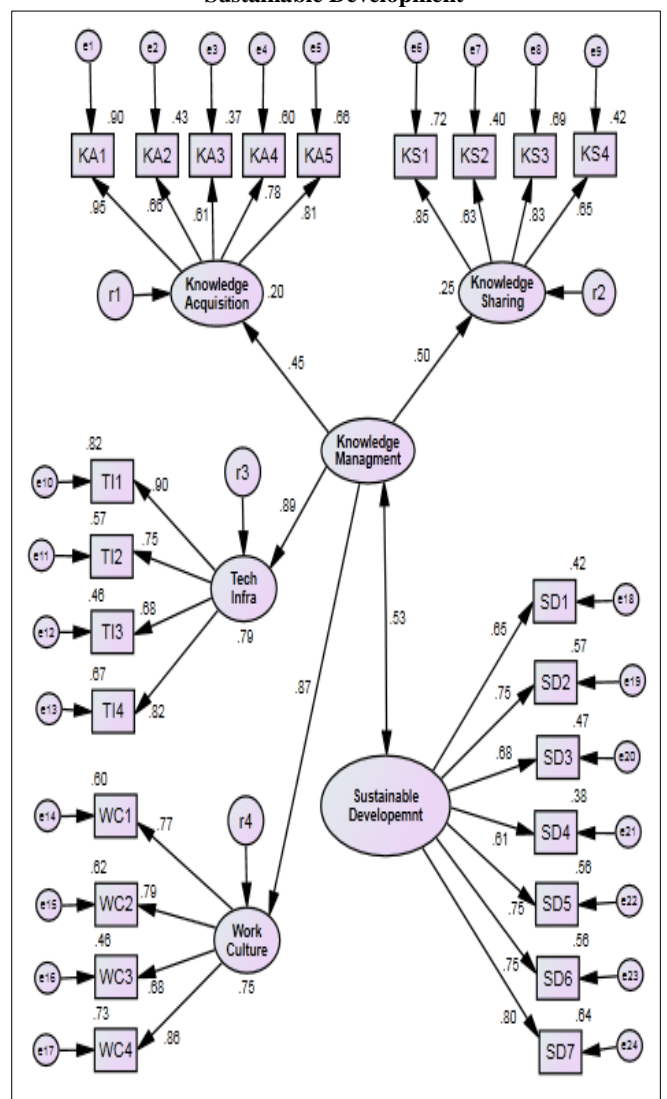 Sustainable Development
e1 e2 e3 e4 e5 e6 e7 e8 e9
.90 .43 .37 .60 .66 .72 .40 .69 .42
KA1 KA2 KA3 KA4 KA5 KS1 KS2 KS3 KS4
.95 .66 .61 .78 .81 .85 .63 .83 .65
r1
Knowledge
Acquisition
.20
.25
Knowledge
Sharing
r2
.45
.50
Knowledge
Managment
.82
e10 TI1 .90
r3
.89
.57
e11 TI2 .75
.46
e12 TI3 .68
Tech
Infra
.79
.67
e13 TI4 .82
.53
.87
.42
.65 SD1 e18
.57
.75 SD2 e19
.47
.68 SD3 e20
Sustainable
Developemnt
.38
.61 SD4 e21
.56
.75 SD5 e22
.56
.75 SD6 e23
.64
.80 SD7 e24
.60
e14 WC1 .77
r4
.62
e15 WC2 .79
.46
e16 WC3 .68
Work
Culture
.75
.73
e17 WC4 .86